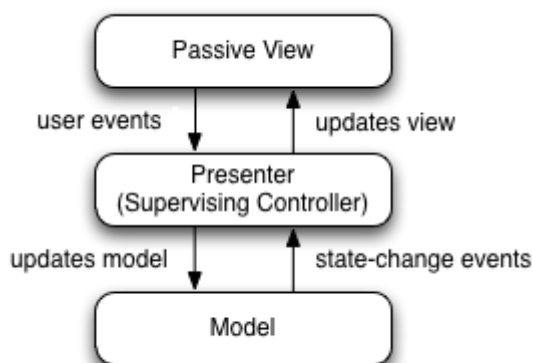 Passive View
user events
updates view
Presenter
(Supervising Controller)
updates model
state-change events
Model